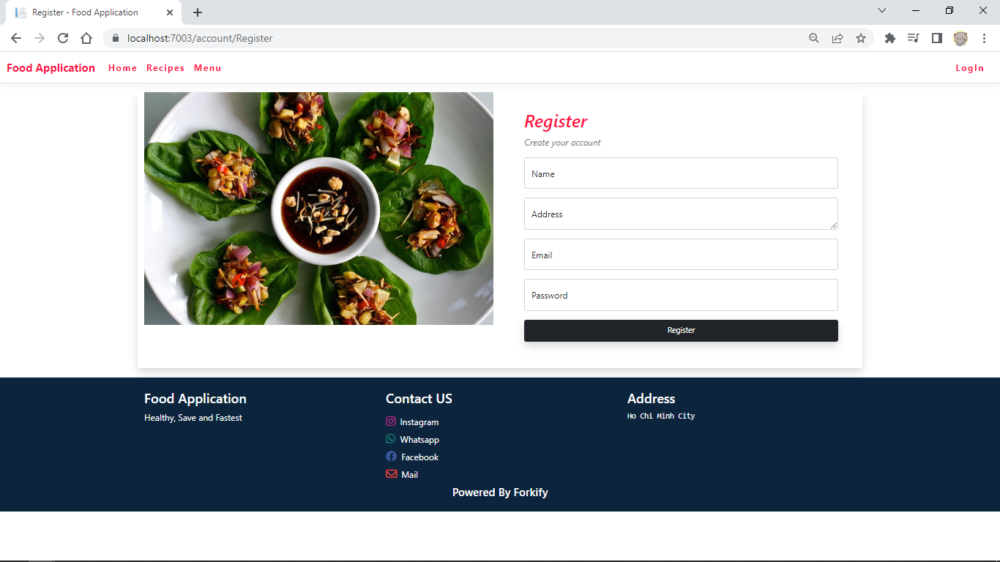 Register - Food Application
localhost:7003/account/Register
Food Application Home Recipes Menu LogIn
Register
Create your account
Name
Address
Email
Password
Register
Food Application
Healthy, Save and Fastest
Contact US
Instagram
Whatsapp
Facebook
Mail
Address
Ho Chi Minh City
Powered By Forkify